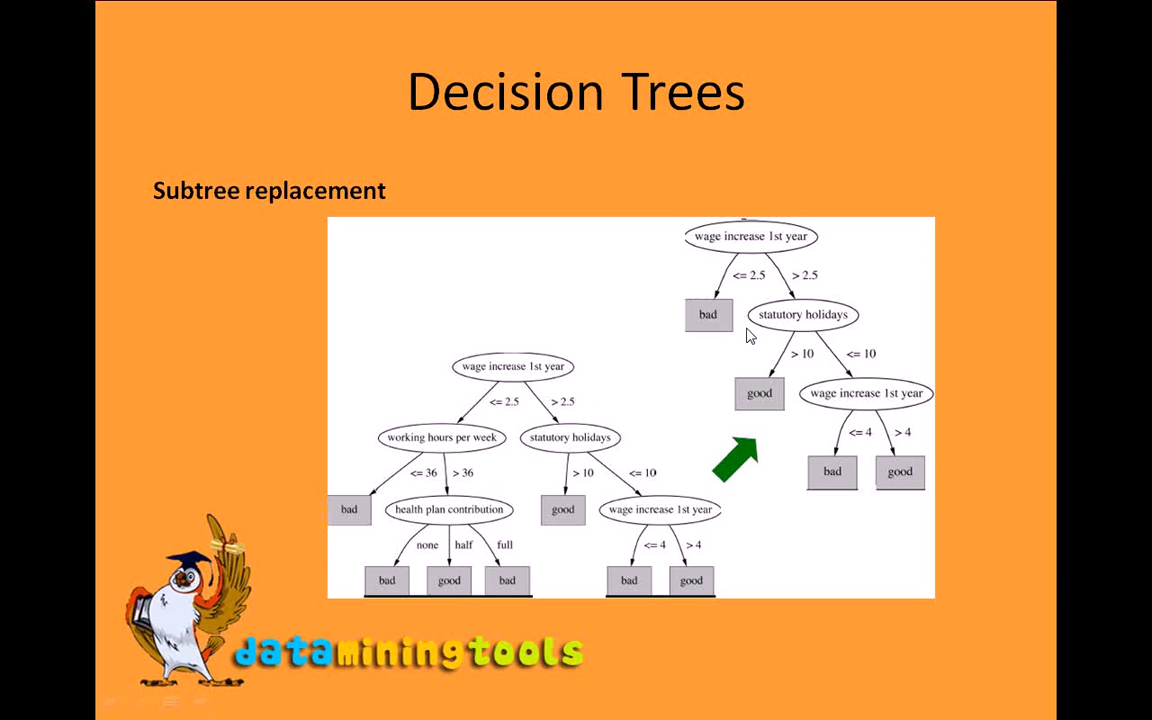 Decision Trees
Subtree replacement
wage increase 1st year
<= 2.5 > 2.5
bad statutory holidays
> 10 <= 10
good wage increase 1st year
<= 4 > 4
bad good
wage increase 1st year
<= 2.5 > 2.5
working hours per week statutory holidays
<= 36 > 36 > 10 <= 10
bad health plan contribution good wage increase 1st year
none half full <= 4 > 4
bad good bad bad good
dataminingtools